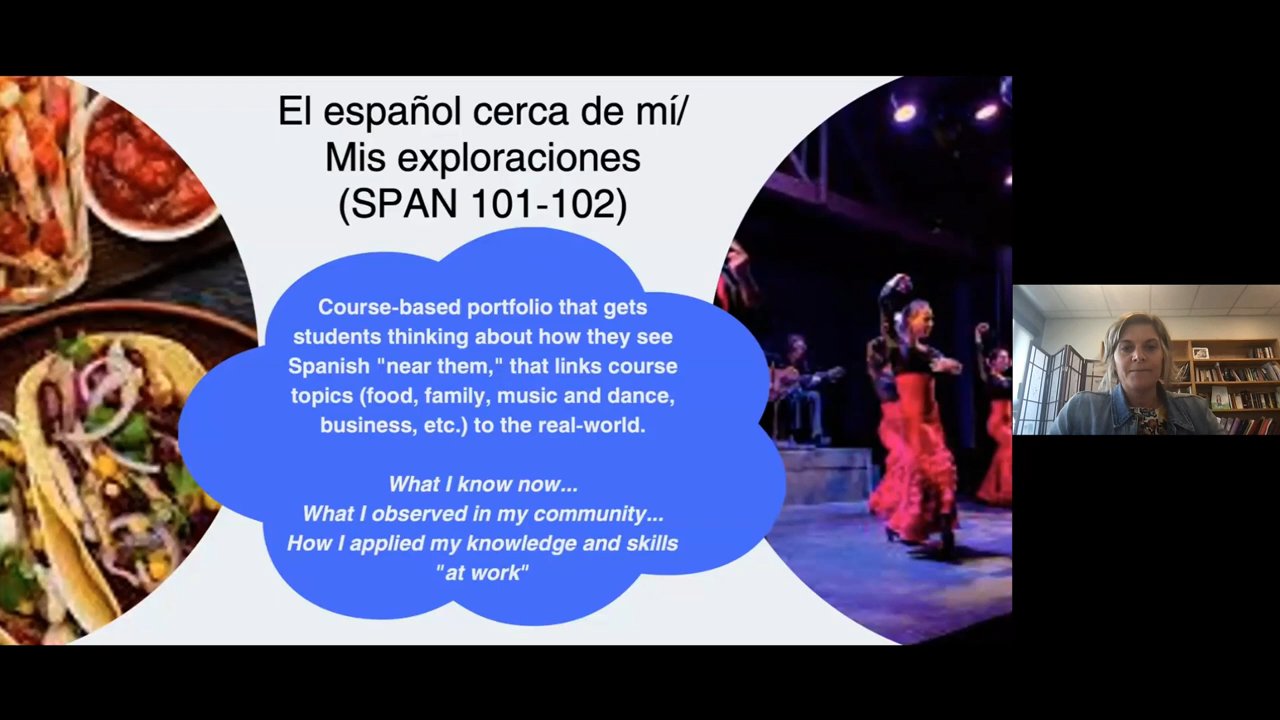 El español cerca de mí/
Mis exploraciones
(SPAN 101-102)
Course-based portfolio that gets
students thinking about how they see
Spanish "near them," that links course
topics (food, family, music and dance,
business, etc.) to the real-world.
What I know now...
What I observed in my community...
How I applied my knowledge and skills
"at work"